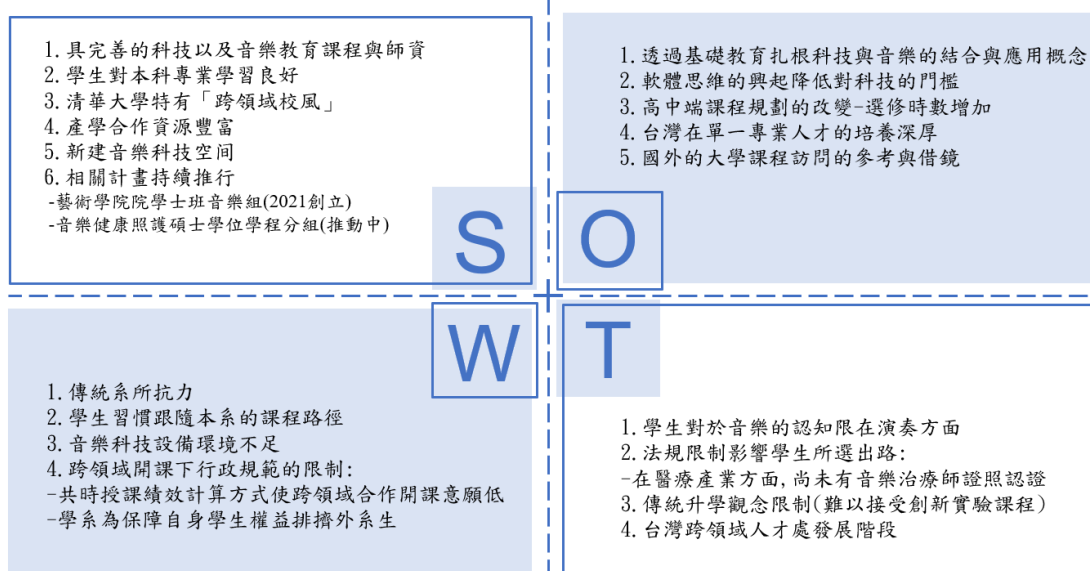 1. 具完善的科技以及音樂教育課程與師資
2. 學生對本科專業學習良好
3. 清華大學特有「跨領域校風」
4. 產學合作資源豐富
5. 新建音樂科技空间
6. 相關計畫持續推行
-藝術學院院學士班音樂組(2021創立)
-音樂健康照護碩士學位學程分組(推動中)
S
1. 透過基礎教育扎根科技與音樂的結合與應用概念
2. 軟體思維的興起降低對科技的門檻
3. 高中端課程規劃的改變-選修時數增加
4. 台灣在單一專業人才的培養深厚
5. 國外的大學課程訪問的參考與借鏡
O
W
1. 傳統系所抗力
2. 學生習慣跟隨本系的課程路徑
3. 音樂科技設備環境不足
4. 跨領域開課下行政規範的限制:
-共時授課績效計算方式使跨領域合作開課意願低
-學系為保障自身學生權益排擠外系生
T
1. 學生對於音樂的認知限在演奏方面
2. 法規限制影響學生所選出路:
-在醫療產業方面, 尚未有音樂治療師證照認證
3. 傳統升學觀念限制(難以接受創新實驗課程)
4. 台灣跨領域人才處發展階段